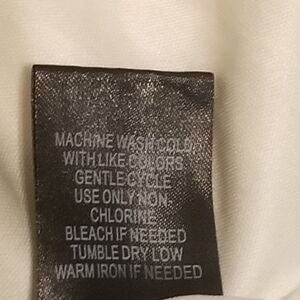 MACHINE WASH COLD
WITH LIKE COLORS
GENTLE CYCLE
USE ONLY NON-
CHLORINE
BLEACH IF NEEDED
TUMBLE DRY LOW
WARM IRON IF NEEDED